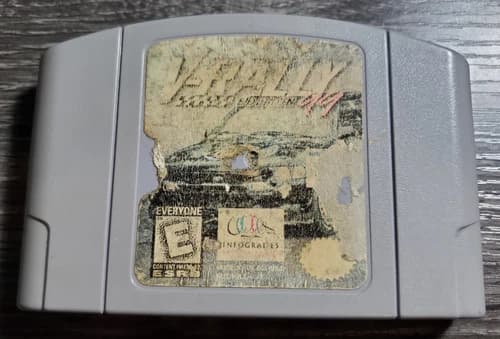 V-RALLY
EDITION 99
EVERYONE
E
CONTENT RATED BY
ESRB
INFOGRAMES